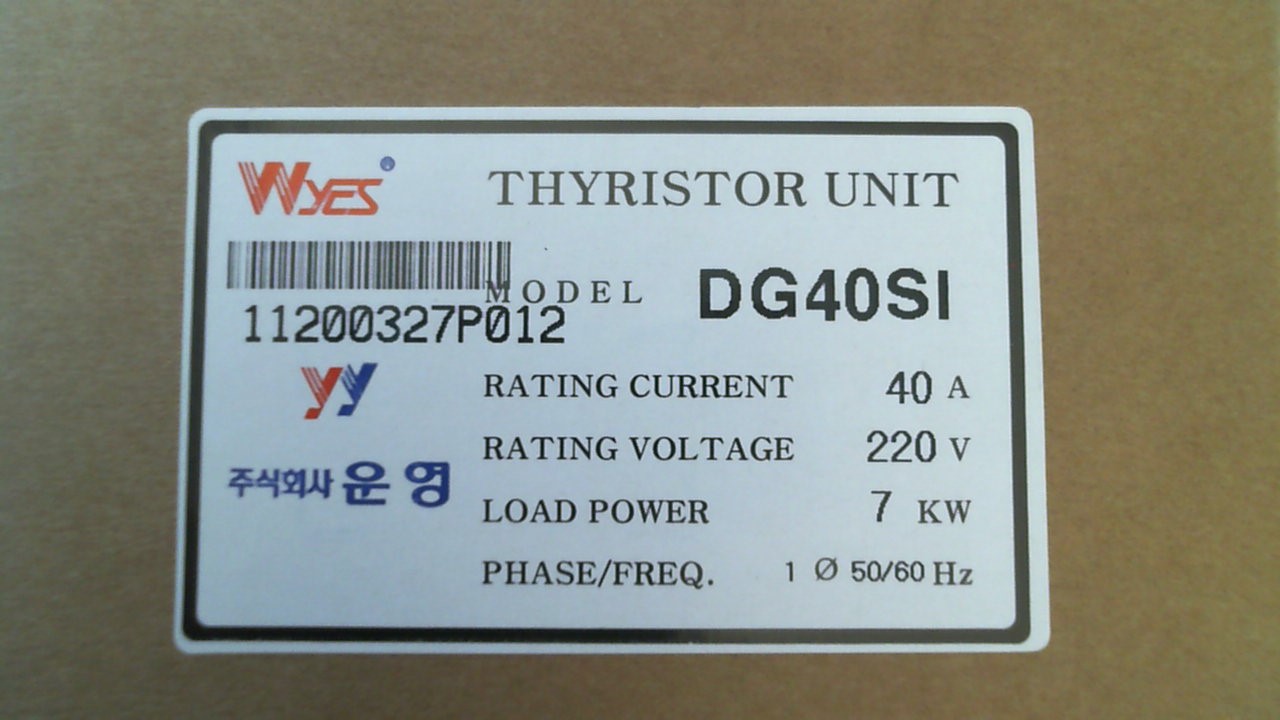 Wyes
THYRISTOR UNIT
MODEL DG40SI
11200327P012
yy
주식회사 운영
RATING CURRENT 40 A
RATING VOLTAGE 220 V
LOAD POWER 7 KW
PHASE/FREQ. 1 Ø 50/60 Hz